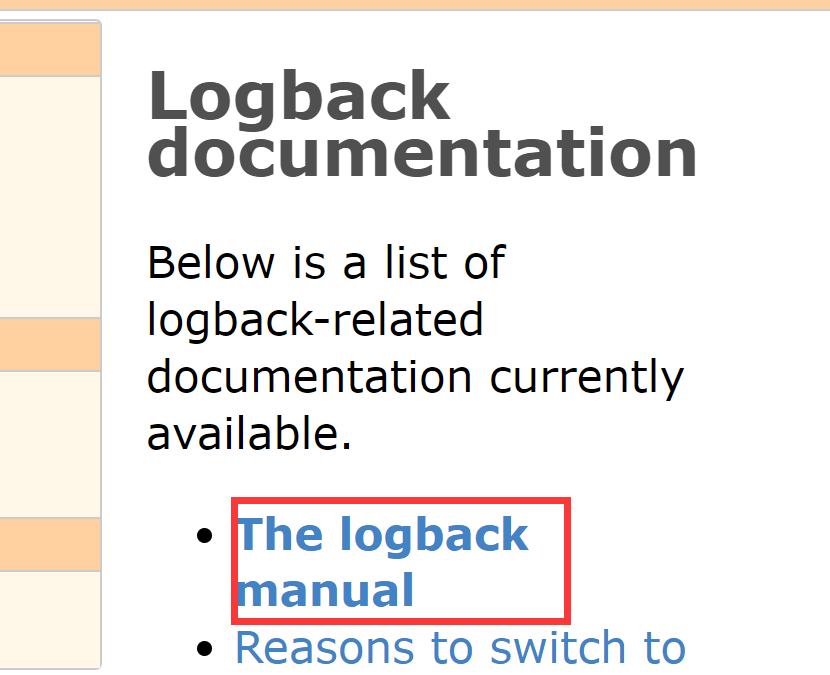 Logback
documentation
Below is a list of
logback-related
documentation currently
available.
The logback
manual
Reasons to switch to